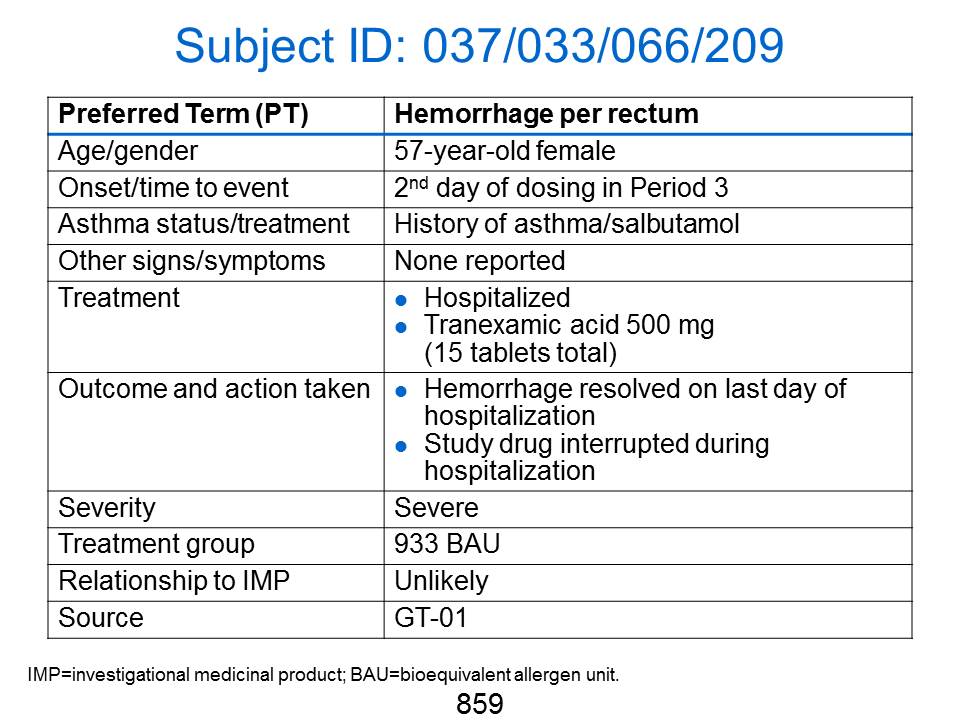 Subject ID: 037/033/066/209
Preferred Term (PT) Hemorrhage per rectum
Age/gender 57-year-old female
Onset/time to event 2nd day of dosing in Period 3
Asthma status/treatment History of asthma/salbutamol
Other signs/symptoms None reported
Treatment ● Hospitalized
● Tranexamic acid 500 mg
(15 tablets total)
Outcome and action taken ● Hemorrhage resolved on last day of
hospitalization
● Study drug interrupted during
hospitalization
Severity Severe
Treatment group 933 BAU
Relationship to IMP Unlikely
Source GT-01
IMP=investigational medicinal product; BAU=bioequivalent allergen unit.
859